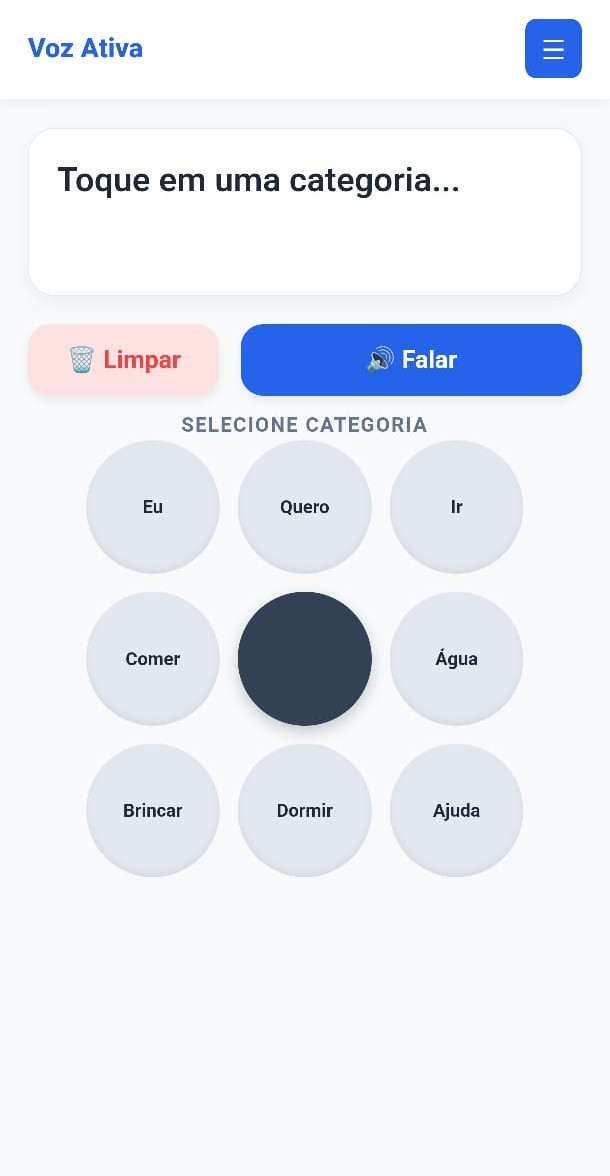 Voz Ativa
Toque em uma categoria...
Limpar
Falar
SELECIONE CATEGORIA
Eu
Quero
Ir
Comer
Água
Brincar
Dormir
Ajuda